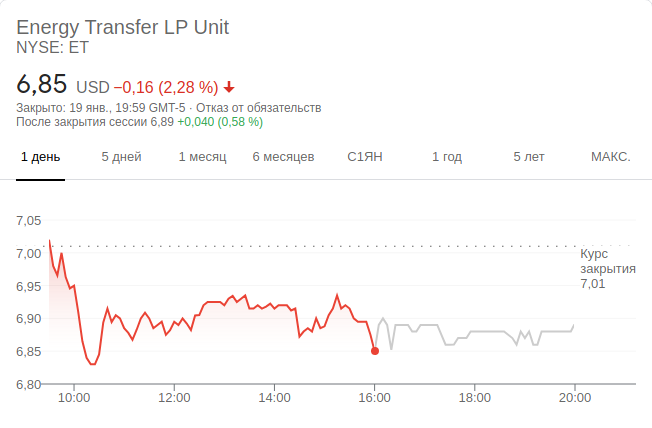 Energy Transfer LP Unit
NYSE: ET
6,85 USD −0,16 (2,28 %)
Закрыто: 19 янв., 19:59 GMT-5 · Отказ от обязательств
После закрытия сессии 6,89 +0,040 (0,58 %)
1 день 5 дней 1 месяц 6 месяцев С1ЯН 1 год 5 лет МАКС.
7,05
7,00
Курс
закрытия
7,01
6,95
6,90
6,85
6,80
10:00 12:00 14:00 16:00 18:00 20:00